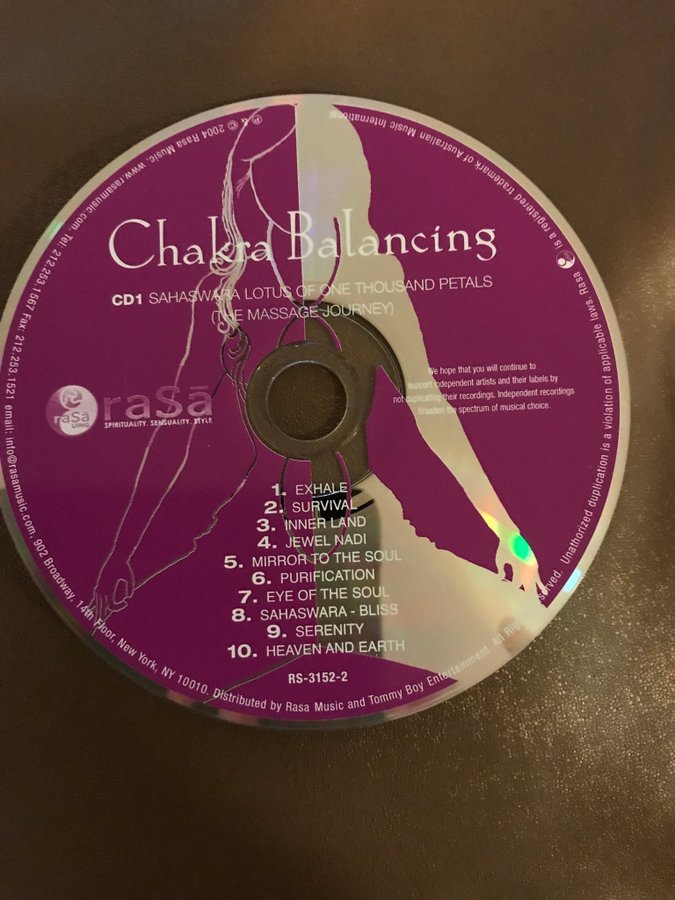 Chakra Balancing
CD1 SAHASWARA LOTUS OF ONE THOUSAND PETALS
(THE MASSAGE JOURNEY)
We hope that you will continue to
support independent artists and their labels by
not duplicating their recordings. Independent recordings
broaden the spectrum of musical choice.
raSa
LIVING
raSā
SPIRITUALITY. SENSUALITY. STYLE
1. EXHALE
2. SURVIVAL
3. INNER LAND
4. JEWEL NADI
5. MIRROR TO THE SOUL
6. PURIFICATION
7. EYE OF THE SOUL
8. SAHASWARA - BLISS
9. SERENITY
10. HEAVEN AND EARTH
RS-3152-2
℗ & © 2004 Rasa Music. www.rasamusic.com. Tel: 212.253.1567 Fax: 212.253.1521 email: info@rasamusic.com, 902 Broadway, 14th Floor, New York, NY 10010. Distributed by Rasa Music and Tommy Boy Entertainment. All Rights Reserved. Unauthorized duplication is a violation of applicable laws. Rasa is a registered trademark of Australian Music International